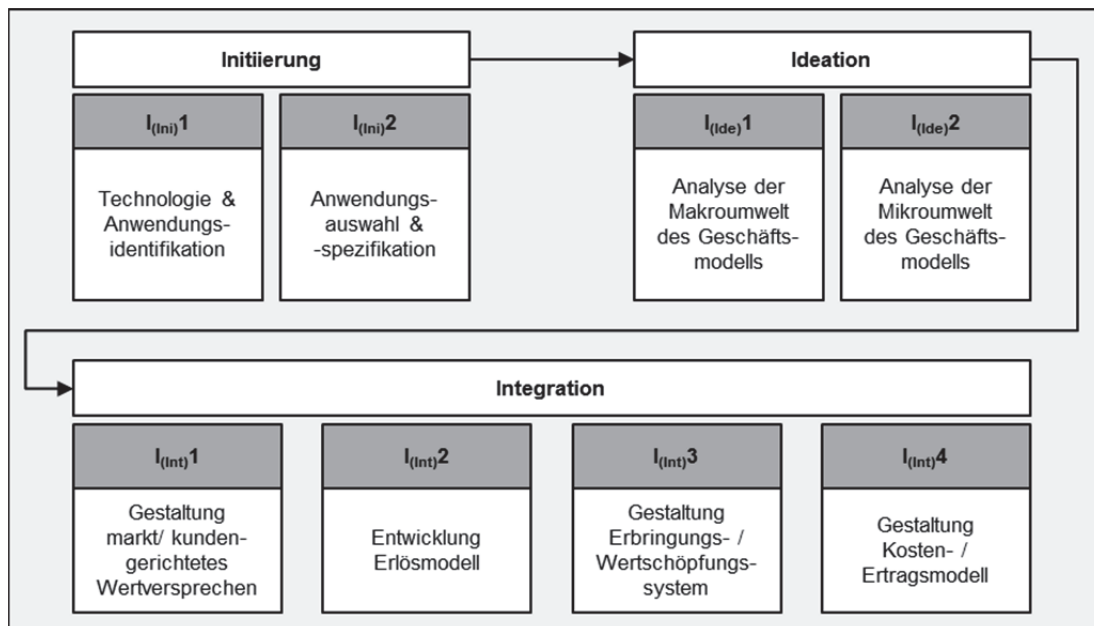 Initiierung
I(Ini)1
Technologie &
Anwendungs-
identifikation
I(Ini)2
Anwendungs-
auswahl &
-spezifikation
Ideation
I(Ide)1
Analyse der
Makroumwelt
des Geschäfts-
modells
I(Ide)2
Analyse der
Mikroumwelt
des Geschäfts-
modells
Integration
I(Int)1
Gestaltung
markt/ kunden-
gerichtetes
Wertversprechen
I(Int)2
Entwicklung
Erlösmodell
I(Int)3
Gestaltung
Erbringungs- /
Wertschöpfungs-
system
I(Int)4
Gestaltung
Kosten- /
Ertragsmodell